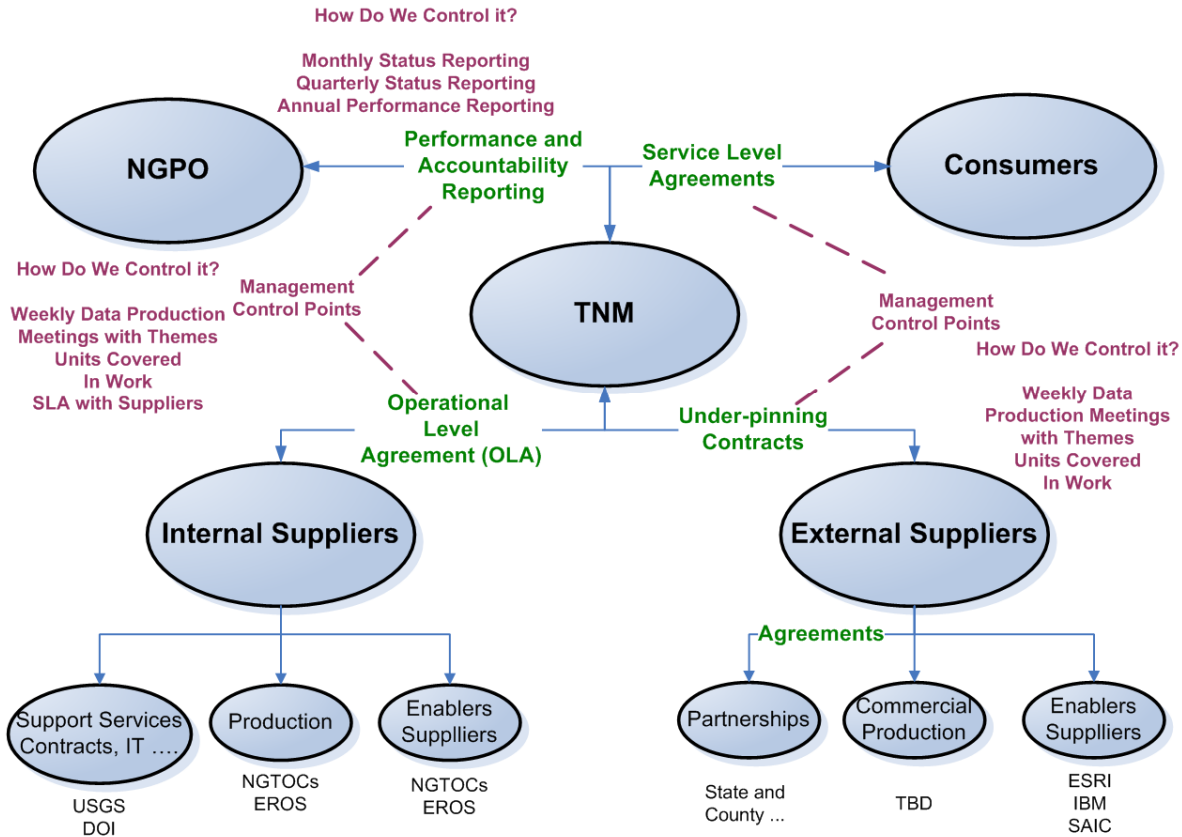 How Do We Control it?
Monthly Status Reporting
Quarterly Status Reporting
Annual Performance Reporting
NGPO
Performance and
Accountability
Reporting
Service Level
Agreements
Consumers
How Do We Control it?
Weekly Data Production
Meetings with Themes
Units Covered
In Work
SLA with Suppliers
Management
Control Points
TNM
Management
Control Points
How Do We Control it?
Weekly Data
Production Meetings
with Themes
Units Covered
In Work
Operational
Level
Agreement (OLA)
Under-pinning
Contracts
Internal Suppliers
External Suppliers
Agreements
Support Services
Contracts, IT ….
Production
Enablers
Supplliers
Partnerships
Commercial
Production
Enablers
Supplliers
USGS
DOI
NGTOCs
EROS
NGTOCs
EROS
State and
County ...
TBD
ESRI
IBM
SAIC